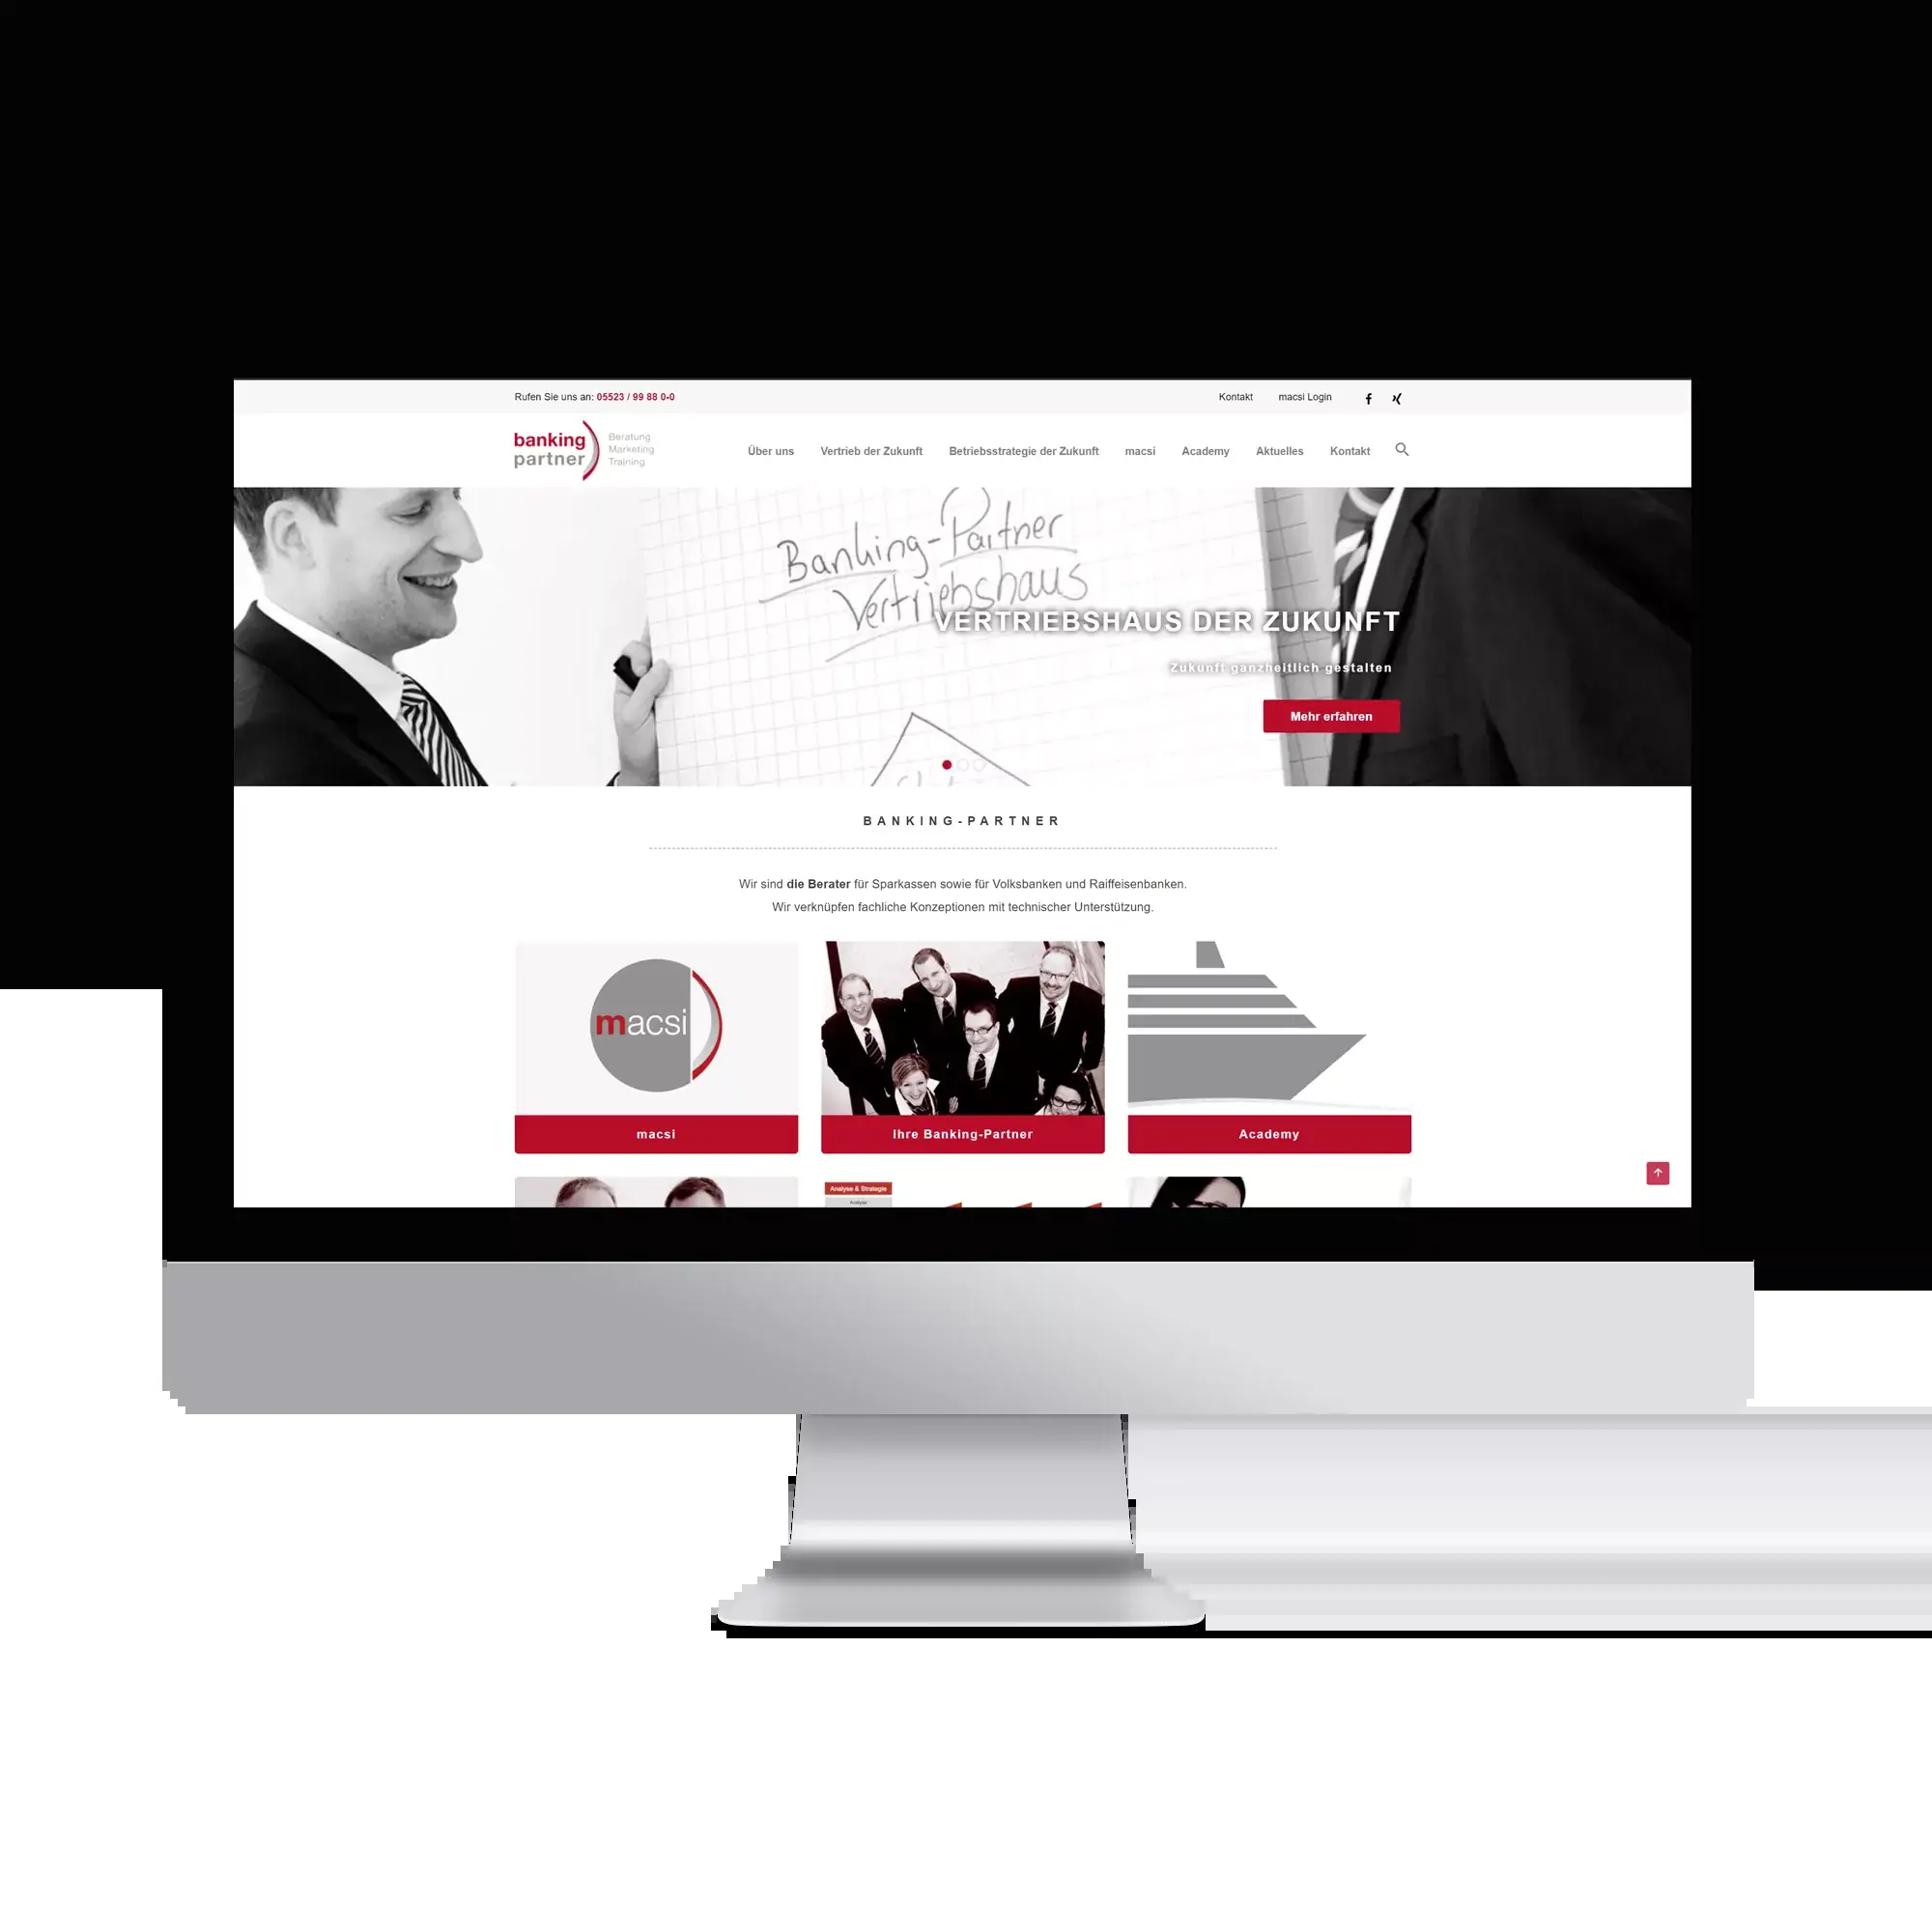 Rufen Sie uns an: 05523 / 99 88 0-0
Kontakt
macsi Login
banking
partner
Beratung
Marketing
Training
Über uns
Vertrieb der Zukunft
Betriebsstrategie der Zukunft
macsi
Academy
Aktuelles
Kontakt
Banking-Partner
Vertriebshaus
VERTRIEBSHAUS DER ZUKUNFT
Zukunft ganzheitlich gestalten
Mehr erfahren
BANKING-PARTNER
Wir sind die Berater für Sparkassen sowie für Volksbanken und Raiffeisenbanken.
Wir verknüpfen fachliche Konzeptionen mit technischer Unterstützung.
macsi
macsi
Ihre Banking-Partner
Academy
Analyse & Strategie
Analyse